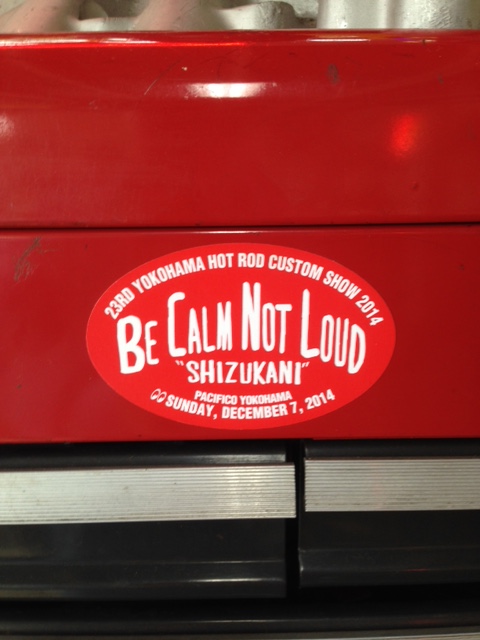 23RD YOKOHAMA HOT ROD CUSTOM SHOW 2014
BE CALM NOT LOUD
"SHIZUKANI"
PACIFICO YOKOHAMA
SUNDAY, DECEMBER 7, 2014